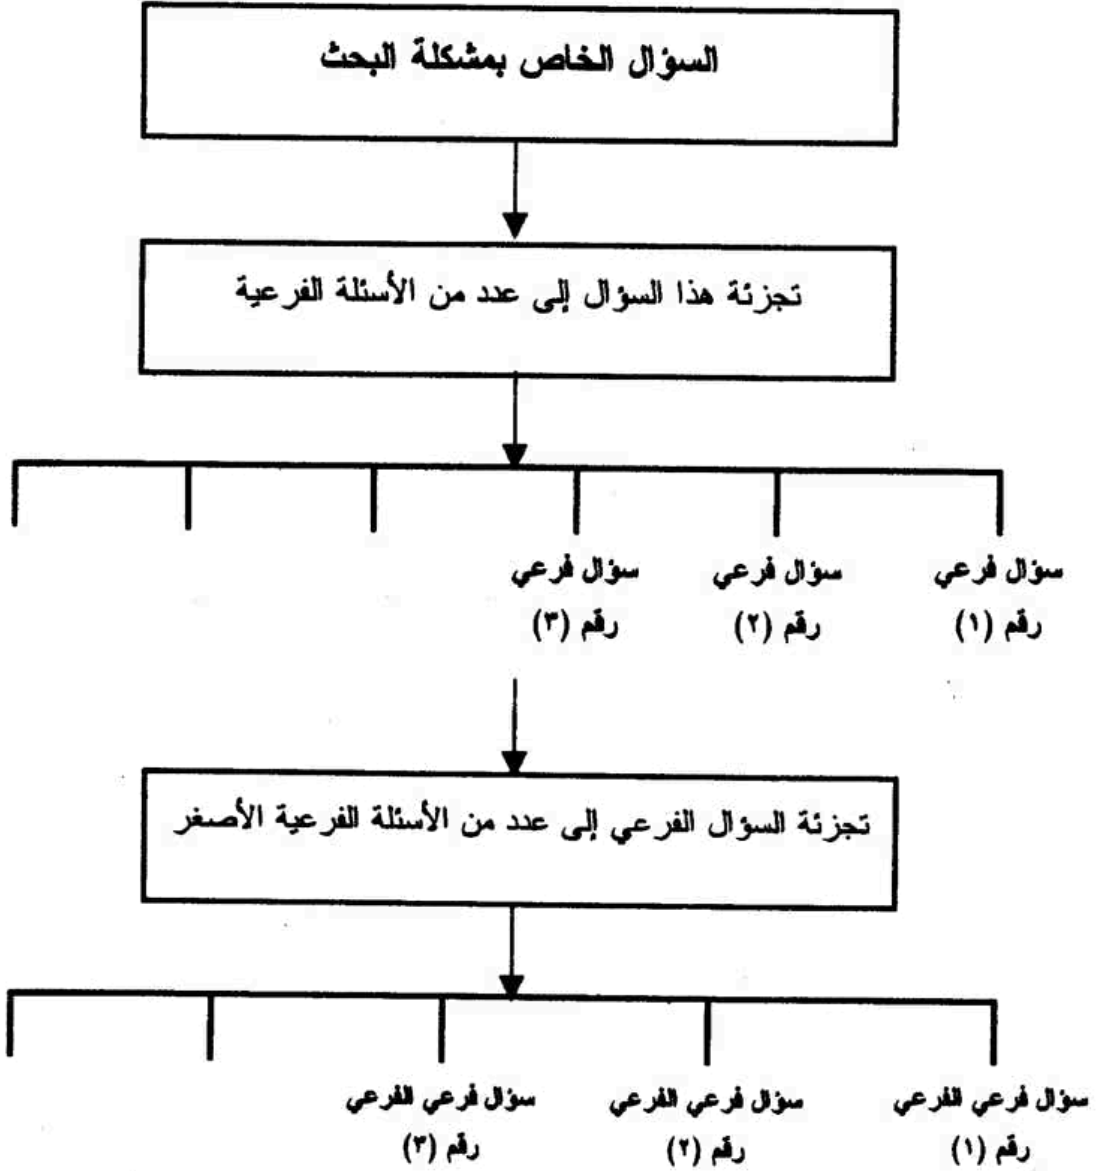 السؤال الخاص بمشكلة البحث
تجزئة هذا السؤال إلى عدد من الأسئلة الفرعية
سؤال فرعي
رقم (١)
سؤال فرعي
رقم (٢)
سؤال فرعي
رقم (٣)
تجزئة السؤال الفرعي إلى عدد من الأسئلة الفرعية الأصغر
سؤال فرعي الفرعي
رقم (١)
سؤال فرعي الفرعي
رقم (٢)
سؤال فرعي الفرعي
رقم (٣)